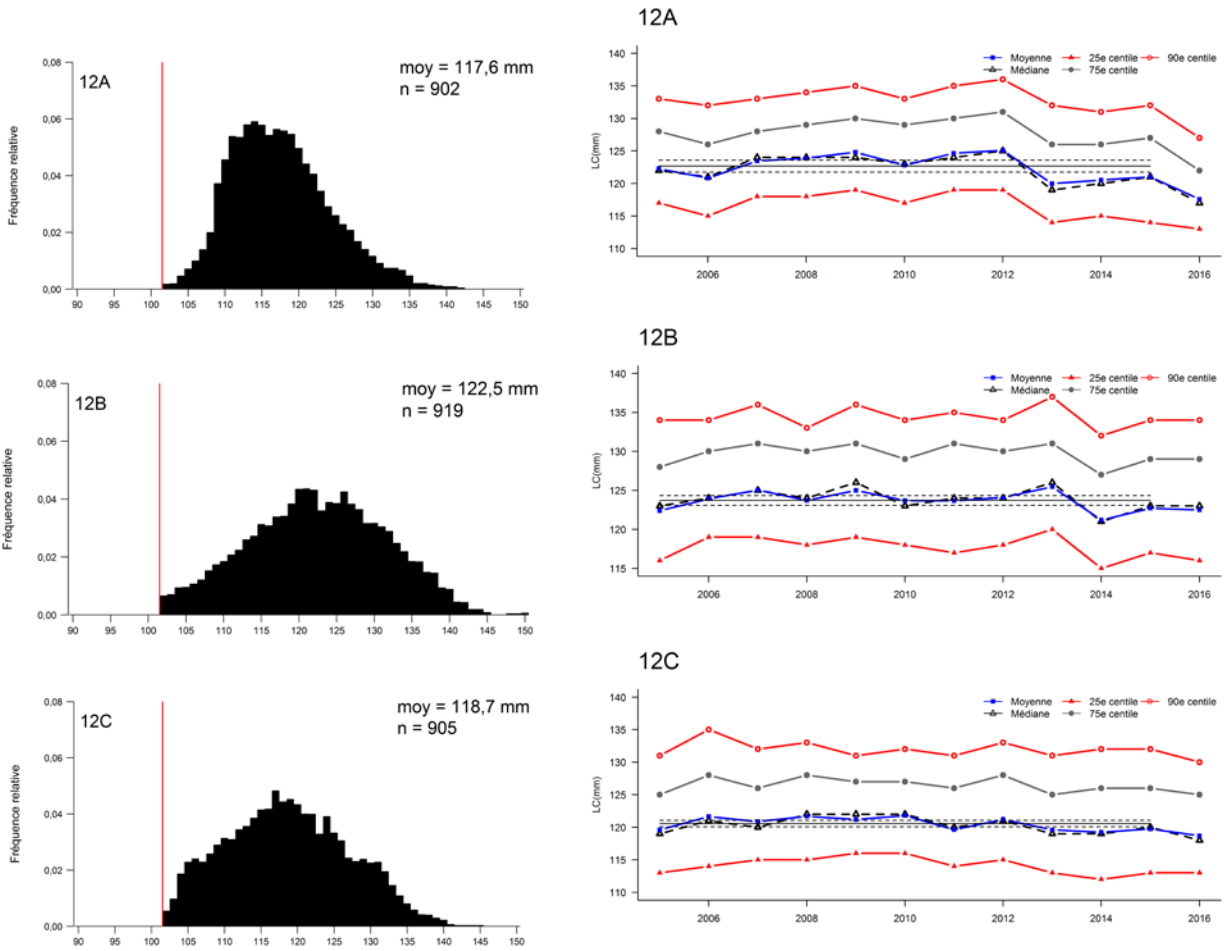 12A
moy = 117,6 mm
n = 902
Fréquence relative
0,08
0,06
0,04
0,02
0,00
90 95 100 105 110 115 120 125 130 135 140 145 150
12A
Moyenne 25e centile 90e centile
Médiane 75e centile
LC(mm)
140
135
130
125
120
115
110
2006 2008 2010 2012 2014 2016
12B
moy = 122,5 mm
n = 919
Fréquence relative
0,08
0,06
0,04
0,02
0,00
90 95 100 105 110 115 120 125 130 135 140 145 150
12B
Moyenne 25e centile 90e centile
Médiane 75e centile
LC(mm)
140
135
130
125
120
115
2006 2008 2010 2012 2014 2016
12C
moy = 118,7 mm
n = 905
Fréquence relative
0,08
0,06
0,04
0,02
0,00
90 95 100 105 110 115 120 125 130 135 140 145 150
12C
Moyenne 25e centile 90e centile
Médiane 75e centile
LC(mm)
140
135
130
125
120
115
110
2006 2008 2010 2012 2014 2016